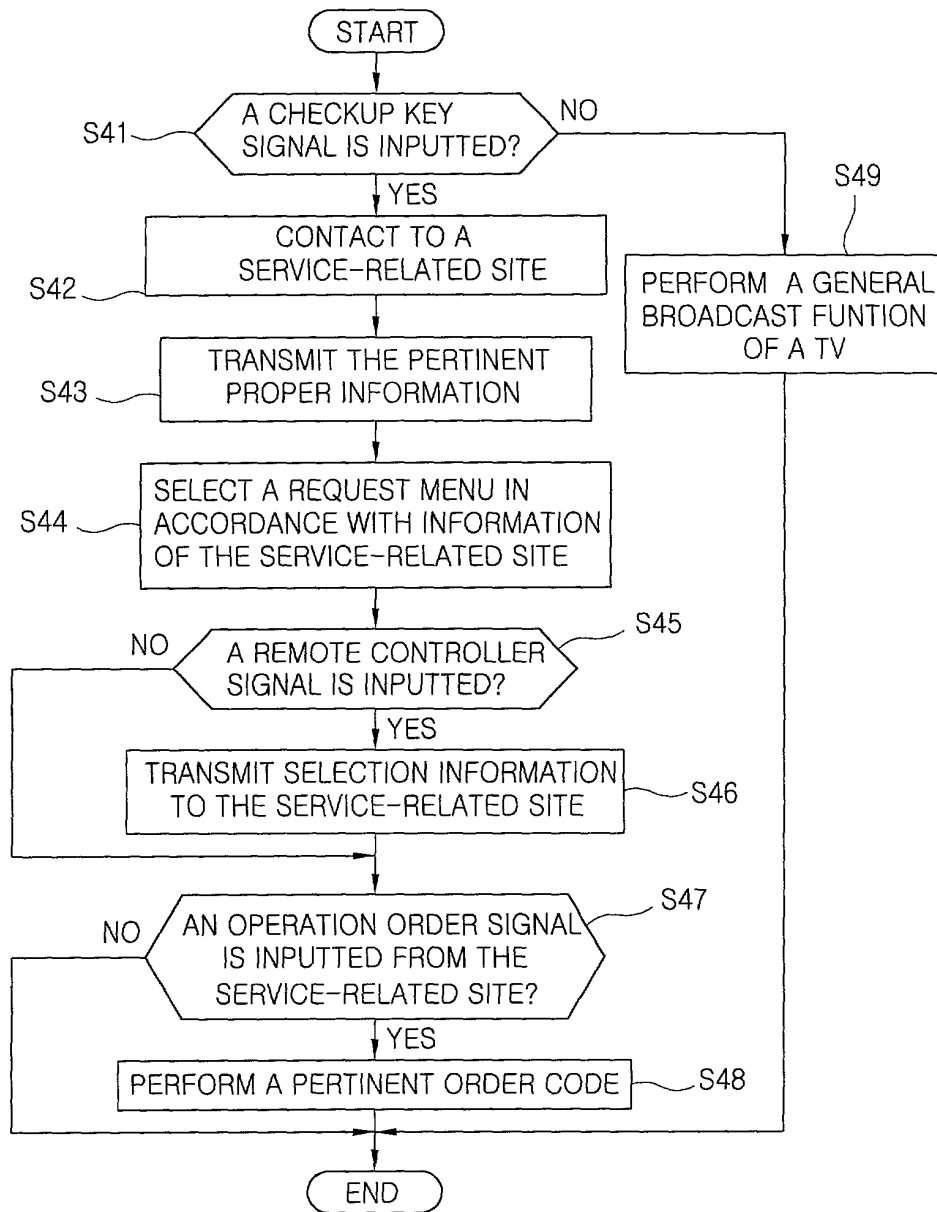 START
A CHECKUP KEY
SIGNAL IS INPUTTED?
NO
S41
YES
S49
CONTACT TO A
SERVICE-RELATED SITE
S42
PERFORM A GENERAL
BROADCAST FUNTION
OF A TV
TRANSMIT THE PERTINENT
PROPER INFORMATION
S43
SELECT A REQUEST MENU IN
ACCORDANCE WITH INFORMATION
OF THE SERVICE-RELATED SITE
S44
NO
S45
A REMOTE CONTROLLER
SIGNAL IS INPUTTED?
YES
TRANSMIT SELECTION INFORMATION
TO THE SERVICE-RELATED SITE
S46
S47
NO
AN OPERATION ORDER SIGNAL
IS INPUTTED FROM THE
SERVICE-RELATED SITE?
YES
PERFORM A PERTINENT ORDER CODE
S48
END